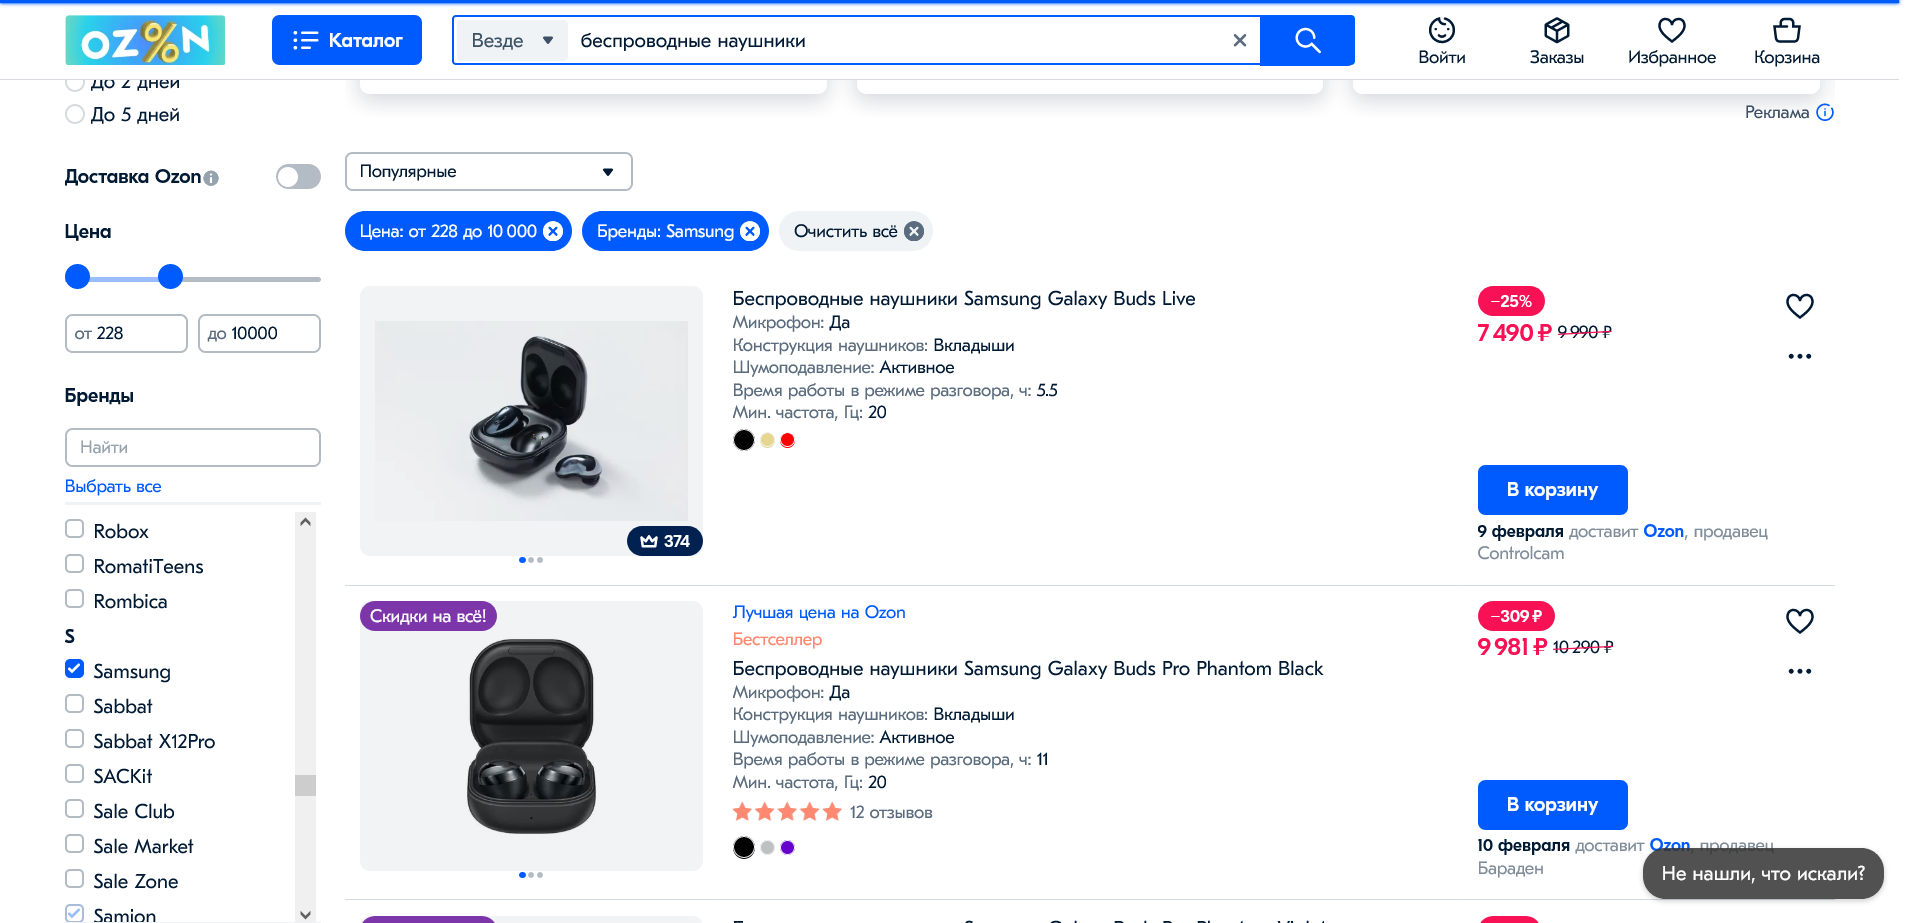 OZ%N
Каталог
Везде
беспроводные наушники
Войти
Заказы
Избранное
Корзина
До 2 дней
До 5 дней
Доставка Ozon
Цена
от 228
до 10000
Бренды
Найти
Выбрать все
Robox
RomatiTeens
Rombica
S
Samsung
Sabbat
Sabbat X12Pro
SACKit
Sale Club
Sale Market
Sale Zone
Samion
Реклама
Популярные
Цена: от 228 до 10 000
Бренды: Samsung
Очистить всё
374
Беспроводные наушники Samsung Galaxy Buds Live
Микрофон: Да
Конструкция наушников: Вкладыши
Шумоподавление: Активное
Время работы в режиме разговора, ч: 5.5
Мин. частота, Гц: 20
−25%
7 490 ₽ 9 990 ₽
В корзину
9 февраля доставит Ozon, продавец
Controlcam
Скидки на всё!
Лучшая цена на Ozon
Бестселлер
Беспроводные наушники Samsung Galaxy Buds Pro Phantom Black
Микрофон: Да
Конструкция наушников: Вкладыши
Шумоподавление: Активное
Время работы в режиме разговора, ч: 11
Мин. частота, Гц: 20
12 отзывов
−309 ₽
9 981 ₽ 10 290 ₽
В корзину
10 февраля доставит Ozon, продавец
Бараден
Не нашли, что искали?